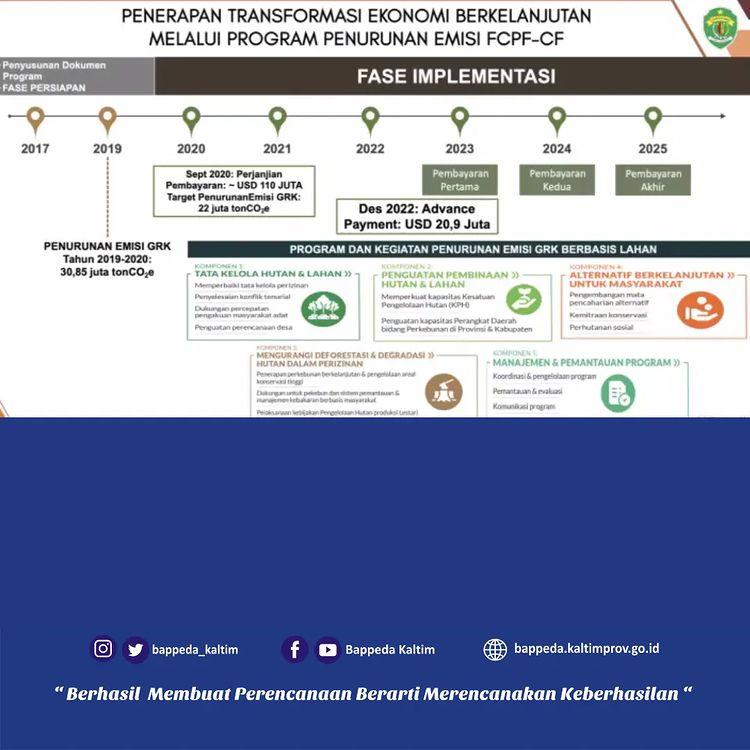 PENERAPAN TRANSFORMASI EKONOMI BERKELANJUTAN
MELALUI PROGRAM PENURUNAN EMISI FCPF-CF
Penyusunan Dokumen
Program
FASE PERSIAPAN
FASE IMPLEMENTASI
2017
2019
2020
2021
2022
2023
2024
2025
Sept 2020: Perjanjian
Pembayaran: ~ USD 110 JUTA
Target PenurunanEmisi GRK:
22 juta tonCO₂e
Pembayaran
Pertama
Pembayaran
Kedua
Pembayaran
Akhir
Des 2022: Advance
Payment: USD 20,9 Juta
PENURUNAN EMISI GRK
Tahun 2019-2020:
30,85 juta tonCO₂e
PROGRAM DAN KEGIATAN PENURUNAN EMISI GRK BERBASIS LAHAN
KOMPONEN 1:
TATA KELOLA HUTAN & LAHAN »
Memperbaiki tata kelola perizinan
Penyelesaian konflik tenurial
Dukungan percepatan
pengakuan masyarakat adat
Penguatan perencanaan desa
KOMPONEN 2:
PENGUATAN PEMBINAAN »
HUTAN & LAHAN
Memperkuat kapasitas Kesatuan
Pengelolaan Hutan (KPH)
Penguatan kapasitas Perangkat Daerah
bidang Perkebunan di Provinsi & Kabupaten
KOMPONEN 4:
ALTERNATIF BERKELANJUTAN »
UNTUK MASYARAKAT
Pengembangan mata
pencaharian alternatif
Kemitraan konservasi
Perhutanan sosial
KOMPONEN 3:
MENGURANGI DEFORESTASI & DEGRADASI »
HUTAN DALAM PERIZINAN
Penerapan perkebunan berkelanjutan & pengelolaan areal
konservasi tinggi
Dukungan untuk pekebun dan sistem pemantauan &
manajemen kebakaran berbasis masyarakat
Pelaksanaan kebijakan Pengelolaan Hutan produksi Lestari
KOMPONEN 5:
MANAJEMEN & PEMANTAUAN PROGRAM »
Koordinasi & pengelolaan program
Pemantauan & evaluasi
Komunikasi program
bappeda_kaltim
Bappeda Kaltim
bappeda.kaltimprov.go.id
“ Berhasil Membuat Perencanaan Berarti Merencanakan Keberhasilan “